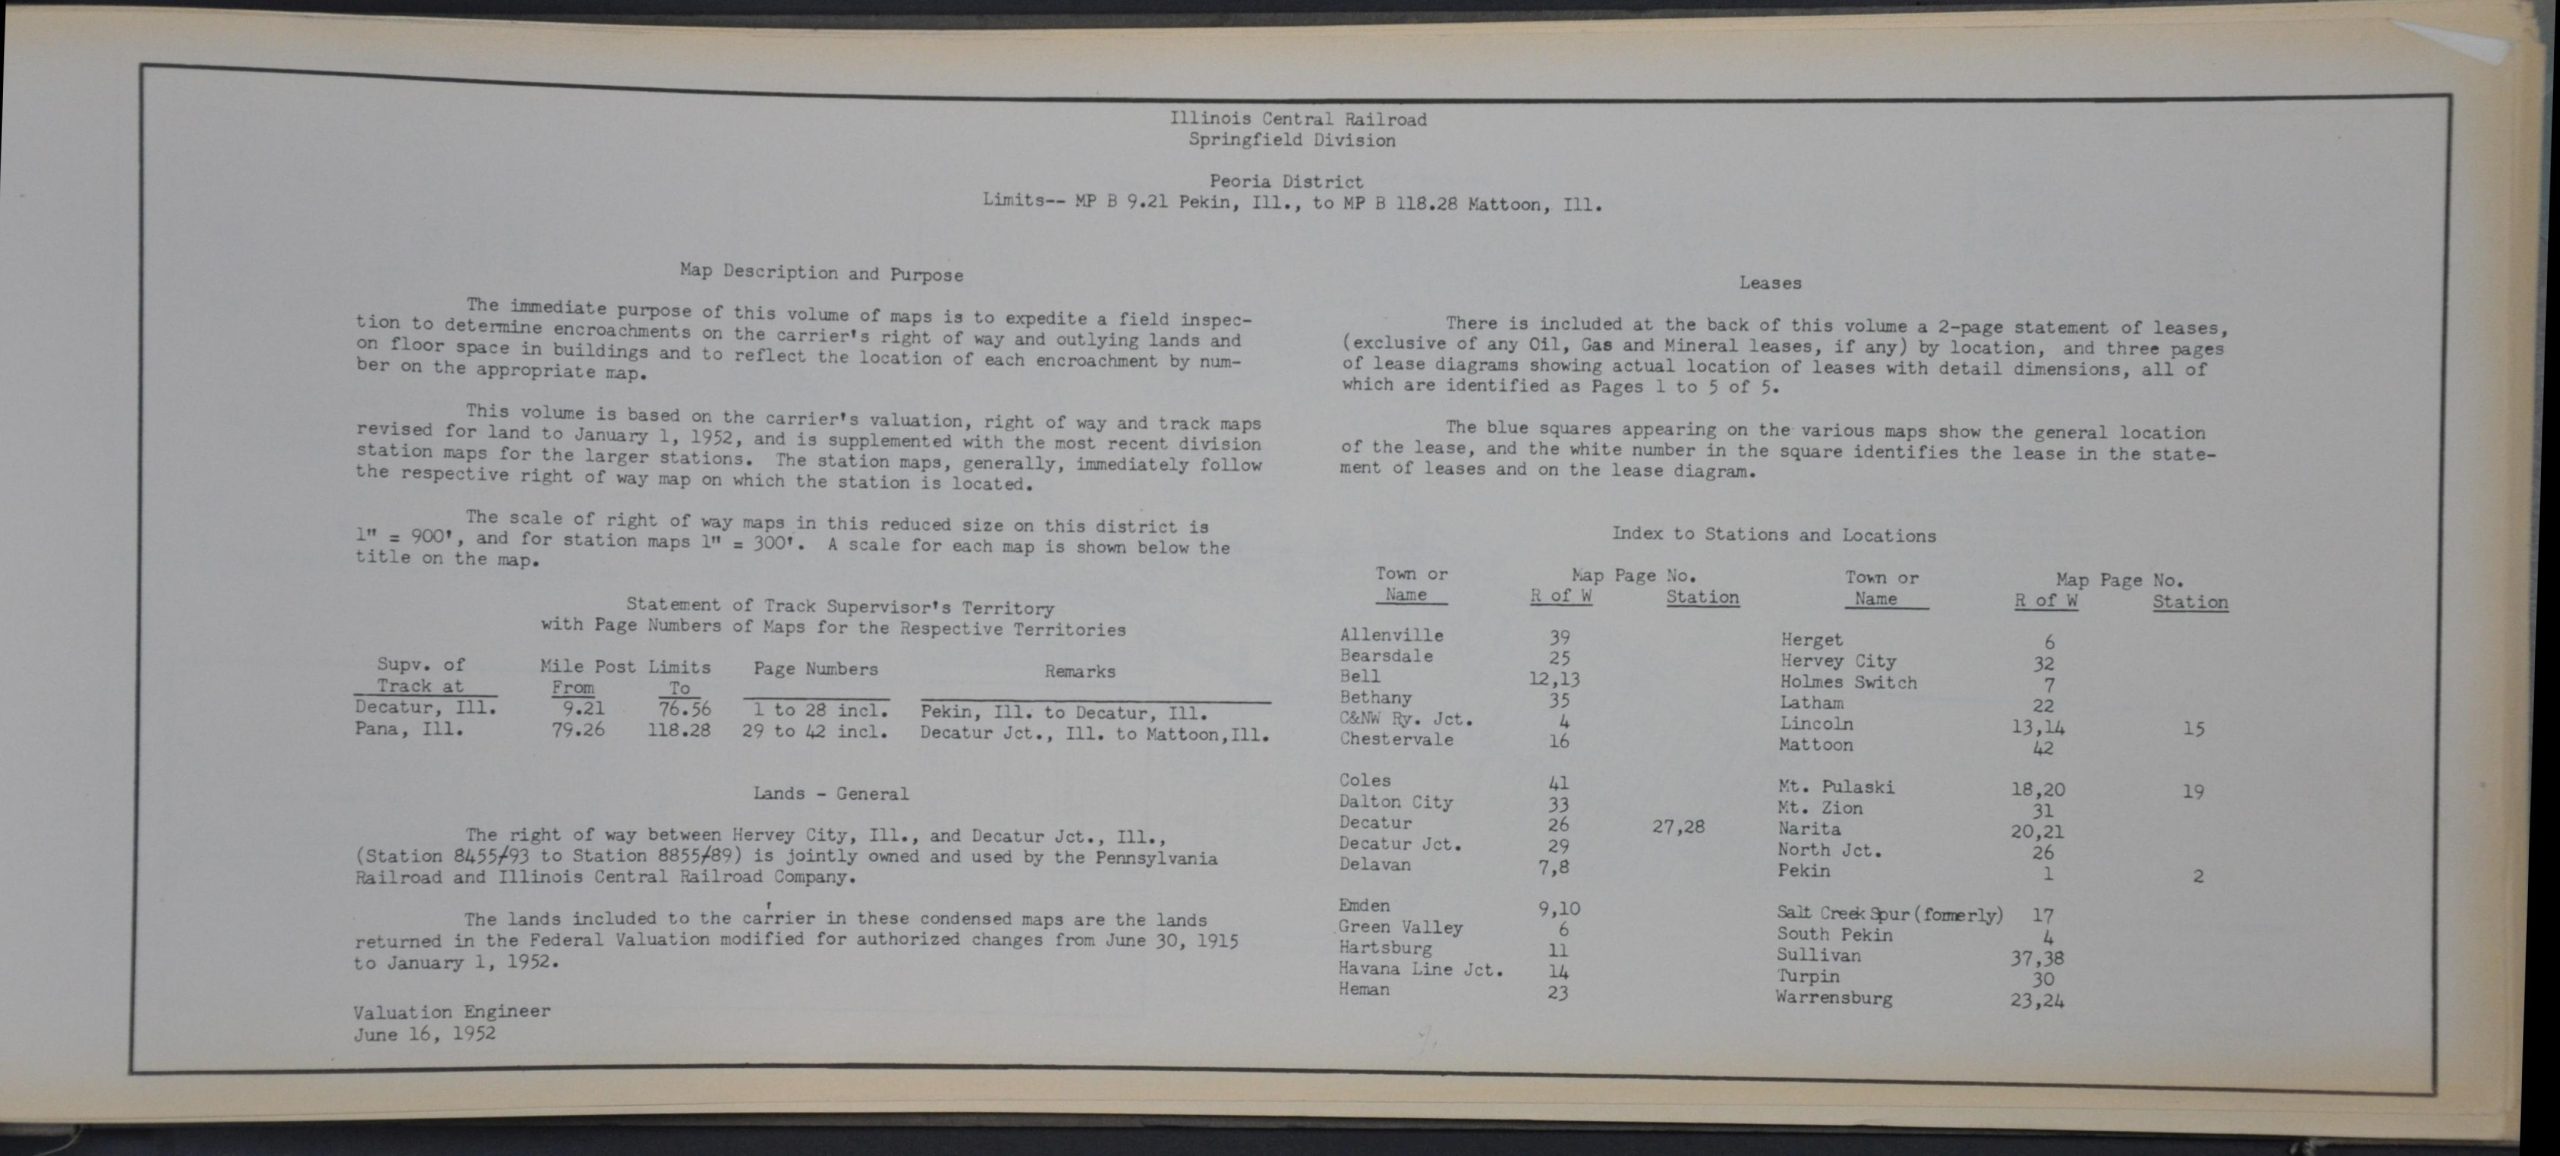 Illinois Central Railroad
Springfield Division
Peoria District
Limits-- MP B 9.21 Pekin, Ill., to MP B 118.28 Mattoon, Ill.
Map Description and Purpose
The immediate purpose of this volume of maps is to expedite a field inspec-
tion to determine encroachments on the carrier's right of way and outlying lands and
on floor space in buildings and to reflect the location of each encroachment by num-
ber on the appropriate map.
This volume is based on the carrier's valuation, right of way and track maps
revised for land to January 1, 1952, and is supplemented with the most recent division
station maps for the larger stations. The station maps, generally, immediately follow
the respective right of way map on which the station is located.
The scale of right of way maps in this reduced size on this district is
1" = 900', and for station maps 1" = 300'. A scale for each map is shown below the
title on the map.
Statement of Track Supervisor's Territory
with Page Numbers of Maps for the Respective Territories
Supv. of Mile Post Limits Page Numbers Remarks
Track at From To
Decatur, Ill. 9.21 76.56 1 to 28 incl. Pekin, Ill. to Decatur, Ill.
Pana, Ill. 79.26 118.28 29 to 42 incl. Decatur Jct., Ill. to Mattoon,Ill.
Lands - General
The right of way between Hervey City, Ill., and Decatur Jct., Ill.,
(Station 8455/93 to Station 8855/89) is jointly owned and used by the Pennsylvania
Railroad and Illinois Central Railroad Company.
The lands included to the carrier in these condensed maps are the lands
returned in the Federal Valuation modified for authorized changes from June 30, 1915
to January 1, 1952.
Valuation Engineer
June 16, 1952
Leases
There is included at the back of this volume a 2-page statement of leases,
(exclusive of any Oil, Gas and Mineral leases, if any) by location, and three pages
of lease diagrams showing actual location of leases with detail dimensions, all of
which are identified as Pages 1 to 5 of 5.
The blue squares appearing on the various maps show the general location
of the lease, and the white number in the square identifies the lease in the state-
ment of leases and on the lease diagram.
Index to Stations and Locations
Town or Map Page No. Town or Map Page No.
Name R of W Station Name R of W Station
Allenville 39 Herget 6
Bearsdale 25 Hervey City 32
Bell 12,13 Holmes Switch 7
Bethany 35 Latham 22
C&NW Ry. Jct. 4 Lincoln 13,14 15
Chestervale 16 Mattoon 42
Coles 41 Mt. Pulaski 18,20 19
Dalton City 33 Mt. Zion 31
Decatur 26 27,28 Narita 20,21
Decatur Jct. 29 North Jct. 26
Delavan 7,8 Pekin 1 2
Emden 9,10 Salt Creek Spur (formerly) 17
Green Valley 6 South Pekin 4
Hartsburg 11 Sullivan 37,38
Havana Line Jct. 14 Turpin 30
Heman 23 Warrensburg 23,24